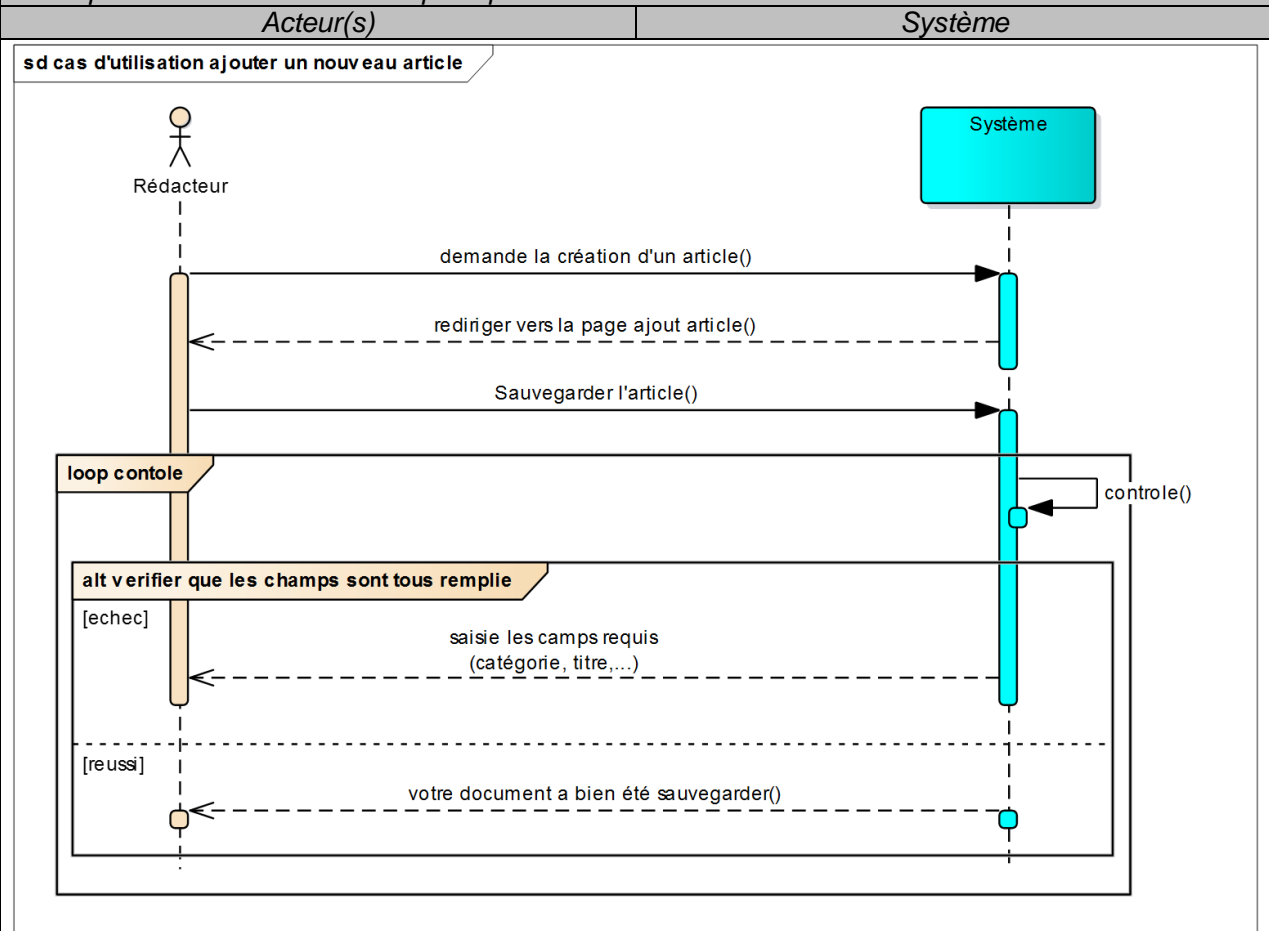 Acteur(s)
Système
sd cas d'utilisation ajouter un nouveau article
Système
Rédacteur
demande la création d'un article()
rediriger vers la page ajout article()
Sauvegarder l'article()
loop contole
controle()
alt verifier que les champs sont tous remplie
[echec]
saisie les camps requis
(catégorie, titre,...)
[reussi]
votre document a bien été sauvegarder()